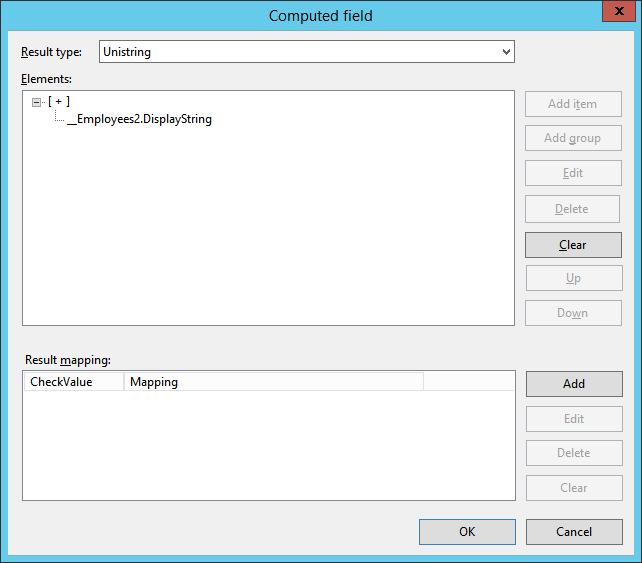 Computed field
x
Result type: Unistring
Elements:
[ + ]
__Employees2.DisplayString
Add item
Add group
Edit
Delete
Clear
Up
Down
Result mapping:
CheckValue Mapping
Add
Edit
Delete
Clear
OK Cancel